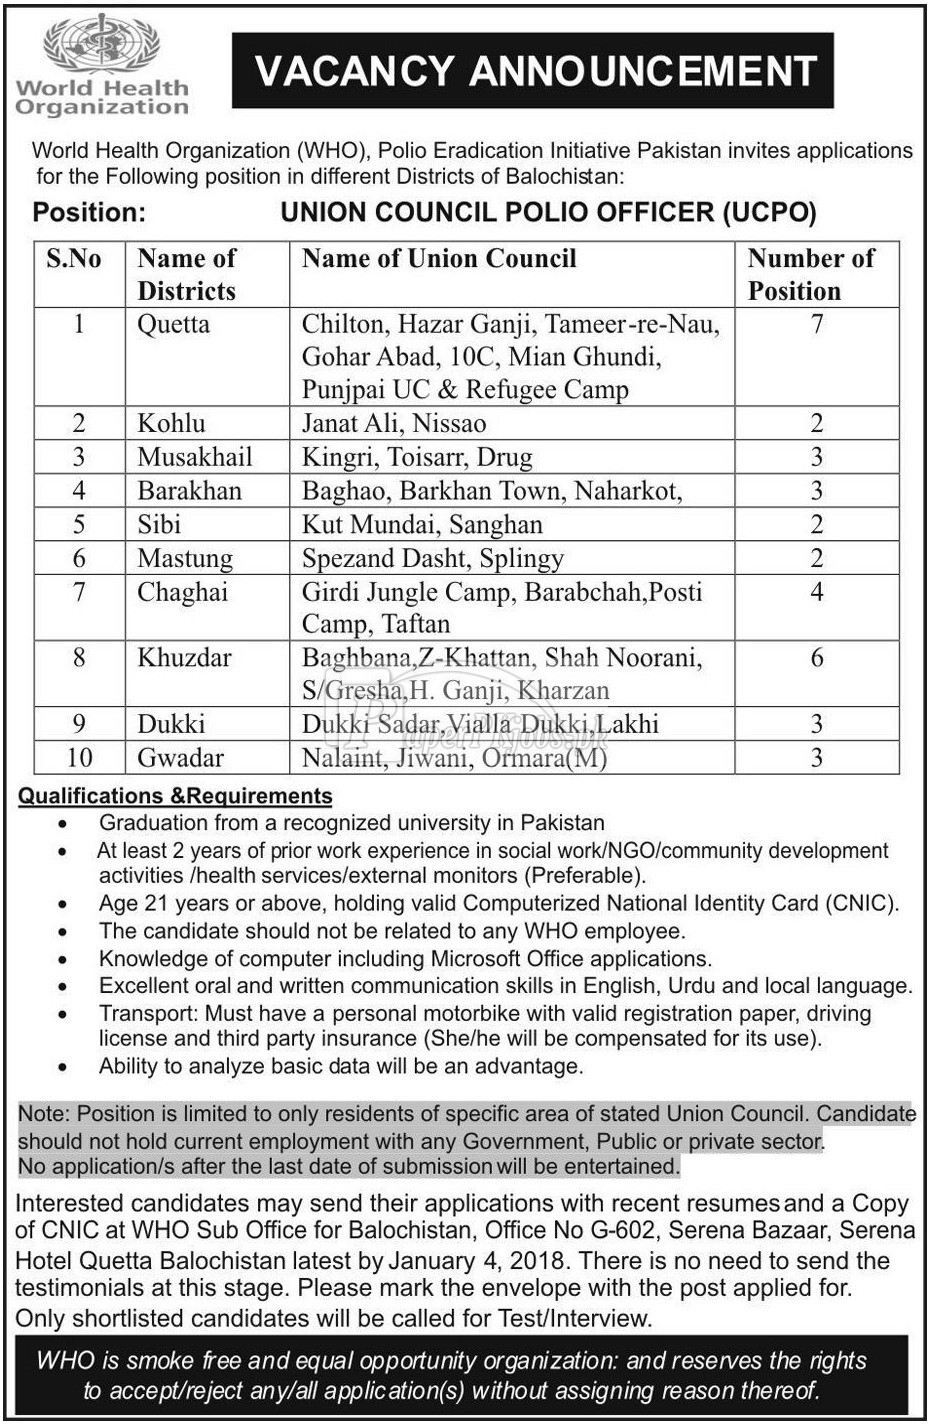 World Health
Organization
VACANCY ANNOUNCEMENT
World Health Organization (WHO), Polio Eradication Initiative Pakistan invites applications
for the Following position in different Districts of Balochistan:
Position: UNION COUNCIL POLIO OFFICER (UCPO)
S.No Name of Districts Name of Union Council Number of Position
1 Quetta Chilton, Hazar Ganji, Tameer-re-Nau, 7
Gohar Abad, 10C, Mian Ghundi,
Punjpai UC & Refugee Camp
2 Kohlu Janat Ali, Nissao 2
3 Musakhail Kingri, Toisarr, Drug 3
4 Barakhan Baghao, Barkhan Town, Naharkot, 3
5 Sibi Kut Mundai, Sanghan 2
6 Mastung Spezand Dasht, Splingy 2
7 Chaghai Girdi Jungle Camp, Barabchah,Posti 4
Camp, Taftan
8 Khuzdar Baghbana,Z-Khattan, Shah Noorani, 6
S/Gresha,H. Ganji, Kharzan
9 Dukki Dukki Sadar,Vialla Dukki,Lakhi 3
10 Gwadar Nalaint, Jiwani, Ormara(M) 3
PaperPkjobs.pk
Qualifications &Requirements
• Graduation from a recognized university in Pakistan
• At least 2 years of prior work experience in social work/NGO/community development
activities /health services/external monitors (Preferable).
• Age 21 years or above, holding valid Computerized National Identity Card (CNIC).
• The candidate should not be related to any WHO employee.
• Knowledge of computer including Microsoft Office applications.
• Excellent oral and written communication skills in English, Urdu and local language.
• Transport: Must have a personal motorbike with valid registration paper, driving
license and third party insurance (She/he will be compensated for its use).
• Ability to analyze basic data will be an advantage.
Note: Position is limited to only residents of specific area of stated Union Council. Candidate
should not hold current employment with any Government, Public or private sector.
No application/s after the last date of submission will be entertained.
Interested candidates may send their applications with recent resumes and a Copy
of CNIC at WHO Sub Office for Balochistan, Office No G-602, Serena Bazaar, Serena
Hotel Quetta Balochistan latest by January 4, 2018. There is no need to send the
testimonials at this stage. Please mark the envelope with the post applied for.
Only shortlisted candidates will be called for Test/Interview.
WHO is smoke free and equal opportunity organization: and reserves the rights
to accept/reject any/all application(s) without assigning reason thereof.